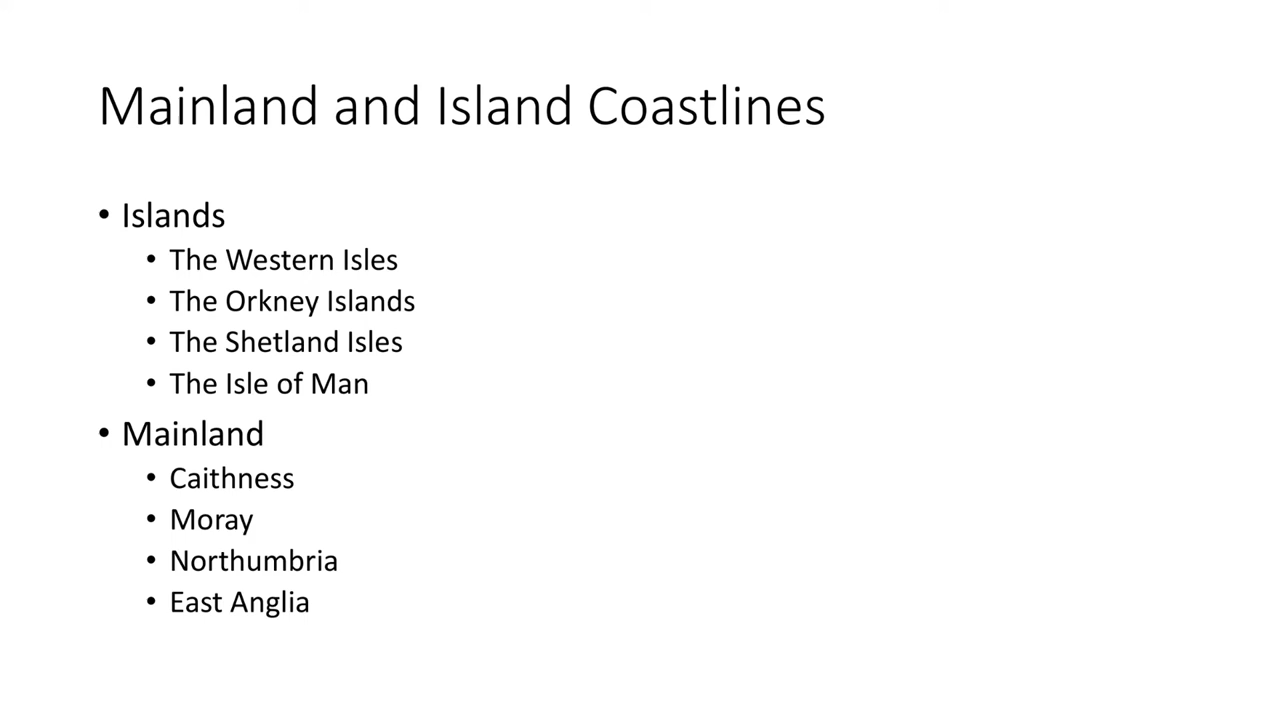 Mainland and Island Coastlines
• Islands
• The Western Isles
• The Orkney Islands
• The Shetland Isles
• The Isle of Man
• Mainland
• Caithness
• Moray
• Northumbria
• East Anglia